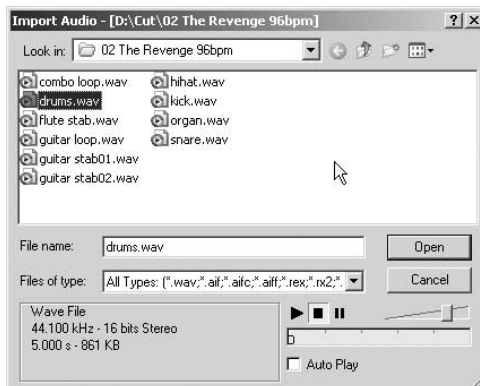 Import Audio - [D:\Cut\02 The Revenge 96bpm]
Look in: 02 The Revenge 96bpm
combo loop.wav
drums.wav
flute stab.wav
guitar loop.wav
guitar stab01.wav
guitar stab02.wav
hihat.wav
kick.wav
organ.wav
snare.wav
File name: drums.wav
Open
Files of type: All Types: (*.wav;*.aif;*.aifc;*.aiff;*.rex;*.rx2;*.
Cancel
Wave File
44.100 kHz - 16 bits Stereo
5.000 s - 861 KB
Auto Play